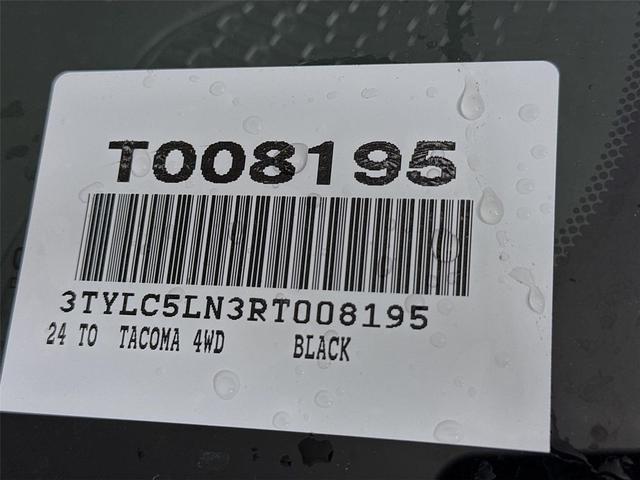 T008195
3TYLC5LN3RT008195
24 TO TACOMA 4WD BLACK